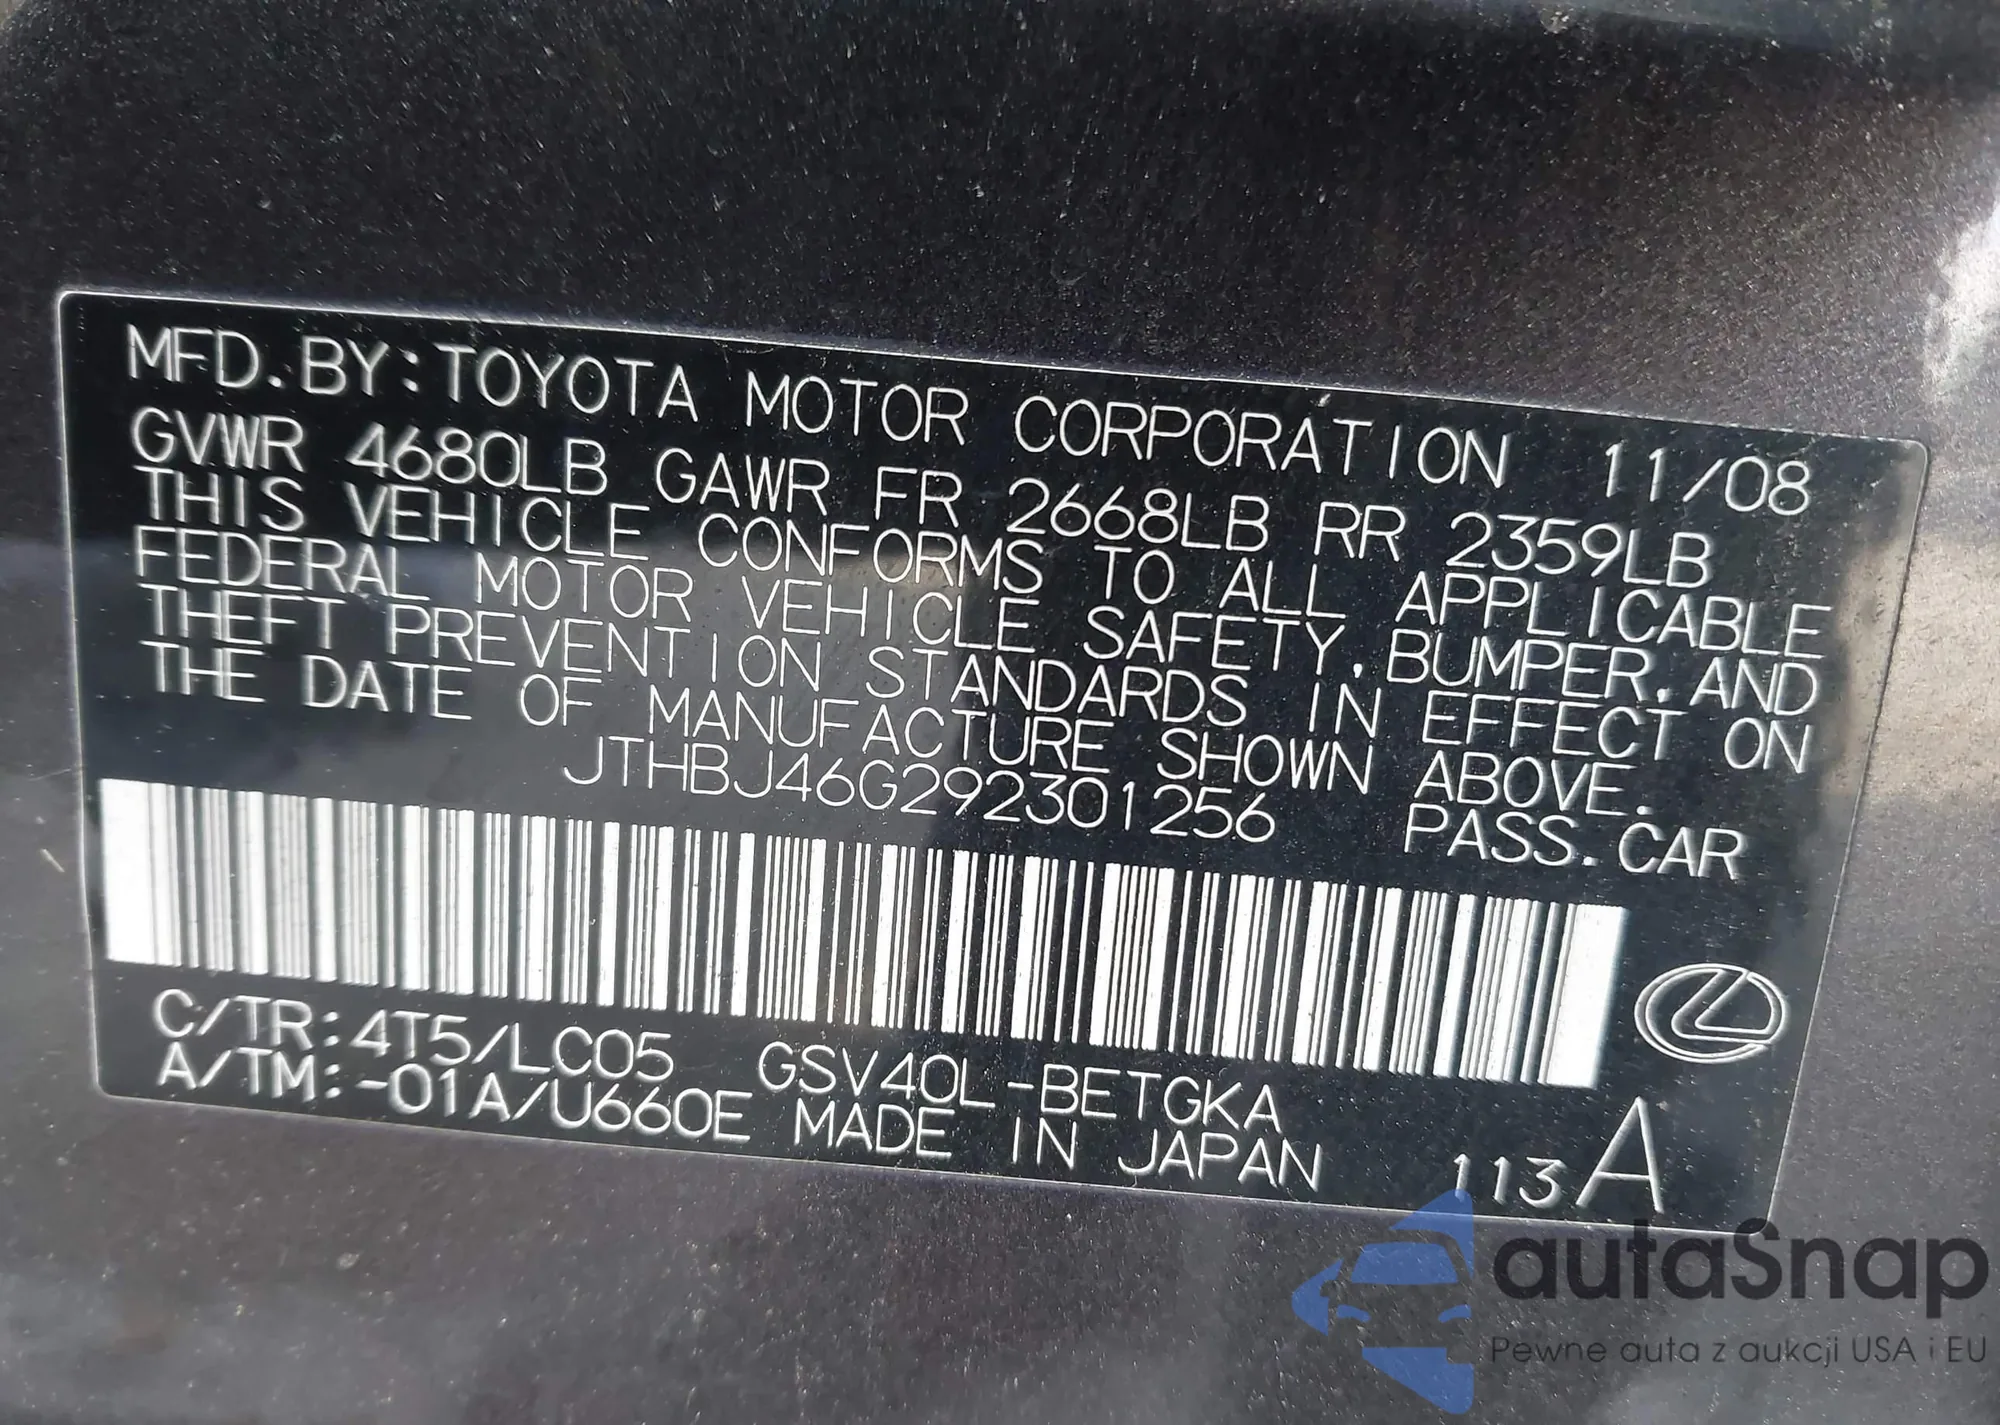 MFD.BY:TOYOTA MOTOR CORPORATION 11/08
GVWR 4680LB GAWR FR 2668LB RR 2359LB
THIS VEHICLE CONFORMS TO ALL APPLICABLE
FEDERAL MOTOR VEHICLE SAFETY,BUMPER,AND
THEFT PREVENTION STANDARDS IN EFFECT ON
THE DATE OF MANUFACTURE SHOWN ABOVE.
JTHBJ46G292301256 PASS.CAR
C/TR:4T5/LC05 GSV40L-BETGKA
A/TM:-01A/U660E MADE IN JAPAN 113A
autaSnap
Pewne auta z aukcji USA i EU